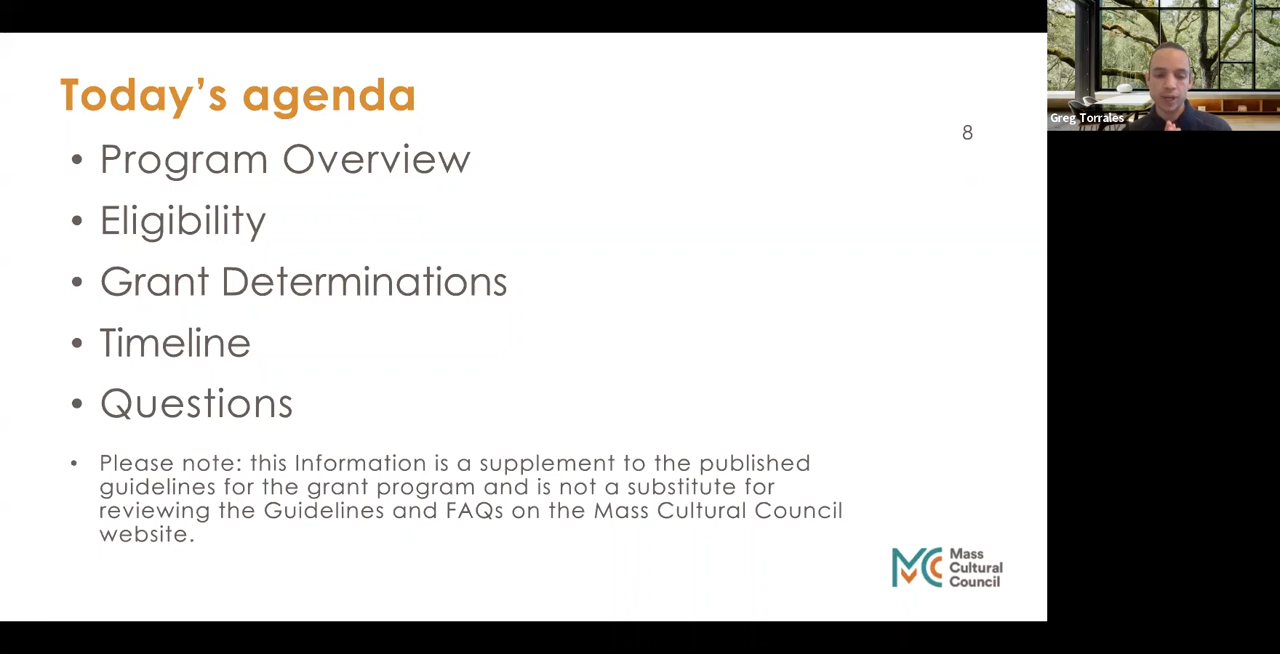 Today's agenda
8
• Program Overview
• Eligibility
• Grant Determinations
• Timeline
• Questions
• Please note: this Information is a supplement to the published
guidelines for the grant program and is not a substitute for
reviewing the Guidelines and FAQs on the Mass Cultural Council
website.
MC
Mass
Cultural
Council
Greg Torrales